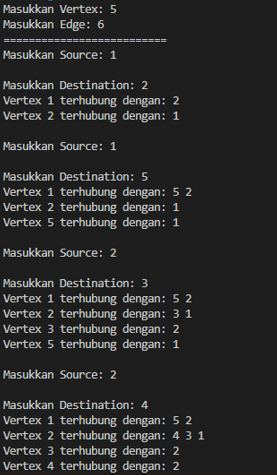 Masukkan Vertex: 5
Masukkan Edge: 6
==========================
Masukkan Source: 1
Masukkan Destination: 2
Vertex 1 terhubung dengan: 2
Vertex 2 terhubung dengan: 1
Masukkan Source: 1
Masukkan Destination: 5
Vertex 1 terhubung dengan: 5 2
Vertex 2 terhubung dengan: 1
Vertex 5 terhubung dengan: 1
Masukkan Source: 2
Masukkan Destination: 3
Vertex 1 terhubung dengan: 5 2
Vertex 2 terhubung dengan: 3 1
Vertex 3 terhubung dengan: 2
Vertex 5 terhubung dengan: 1
Masukkan Source: 2
Masukkan Destination: 4
Vertex 1 terhubung dengan: 5 2
Vertex 2 terhubung dengan: 4 3 1
Vertex 3 terhubung dengan: 2
Vertex 4 terhubung dengan: 2